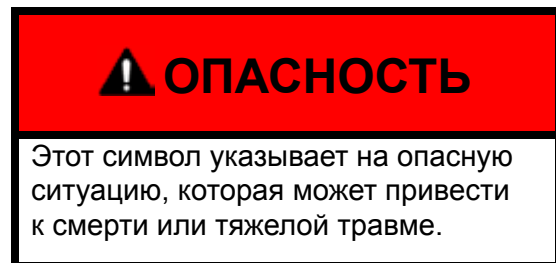 ОПАСНОСТЬ
Этот символ указывает на опасную
ситуацию, которая может привести
к смерти или тяжелой травме.